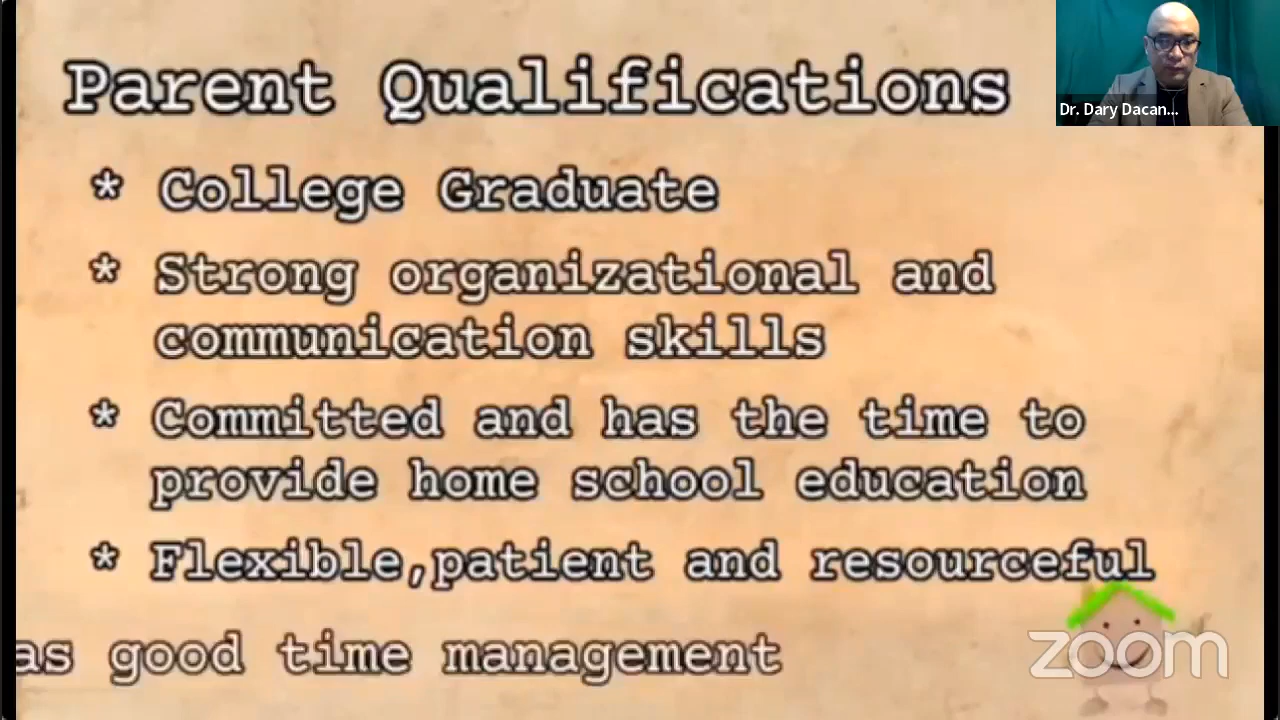 Parent Qualifications
Dr. Dary Dacan...
* College Graduate
* Strong organizational and
communication skills
* Committed and has the time to
provide home school education
* Flexible,patient and resourceful
as good time management
zoom